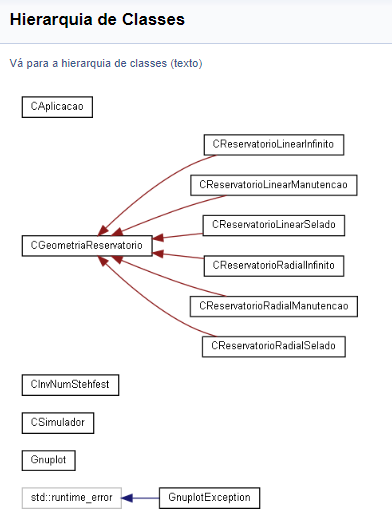 Hierarquia de Classes
Vá para a hierarquia de classes (texto)
CAplicacao
CReservatorioLinearInfinito
CReservatorioLinearManutencao
CReservatorioLinearSelado
CGeometriaReservatorio
CReservatorioRadialInfinito
CReservatorioRadialManutencao
CReservatorioRadialSelado
CInvNumStehfest
CSimulador
Gnuplot
std::runtime_error
GnuplotException